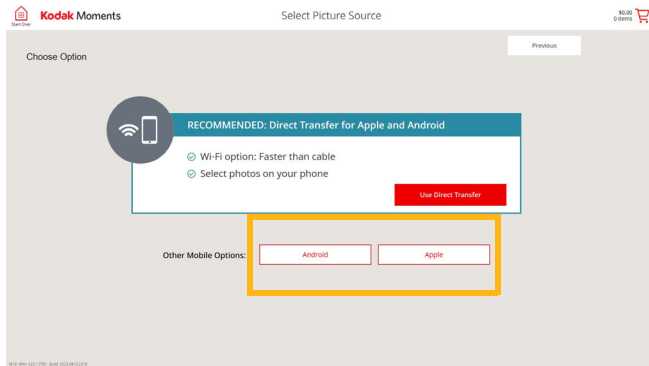 Kodak Moments
Select Picture Source
$0.00
0 items
Start Over
Previous
Choose Option
RECOMMENDED: Direct Transfer for Apple and Android
Wi-Fi option: Faster than cable
Select photos on your phone
Use Direct Transfer
Other Mobile Options:
Android
Apple